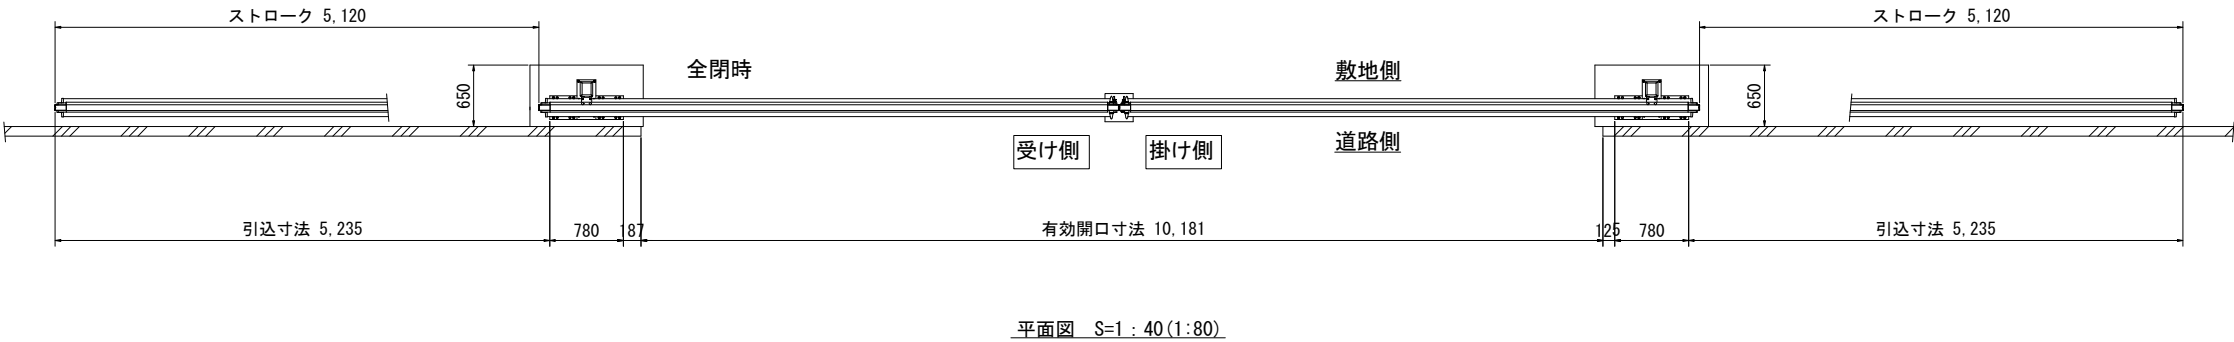 ストローク 5,120
ストローク 5,120
全閉時
敷地側
650
650
受け側
掛け側
道路側
引込寸法 5,235
780
187
有効開口寸法 10,181
125
780
引込寸法 5,235
平面図 S=1：40(1:80)